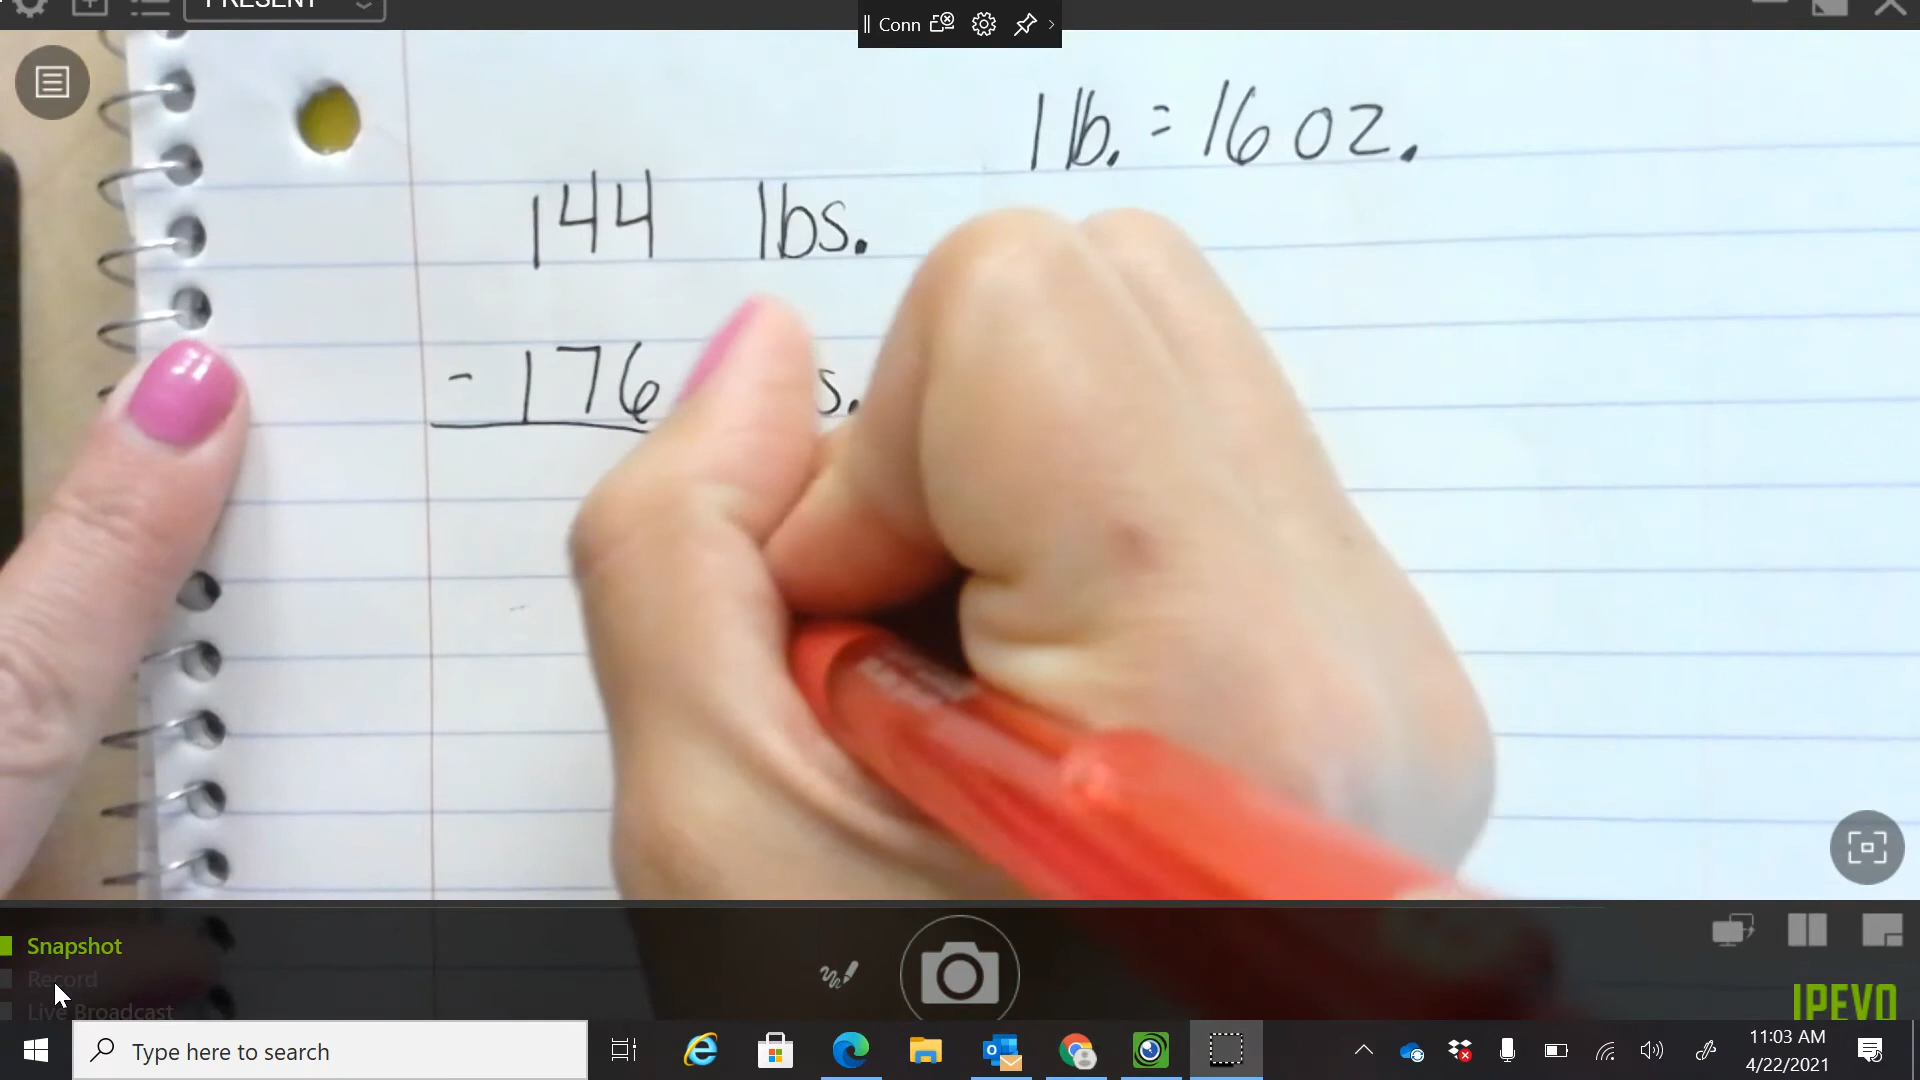 PRESENT
Conn
1 lb. = 16 oz.
144 lbs.
- 176 s.
Snapshot
Record
Live Broadcast
IPEVO
Type here to search
11:03 AM
4/22/2021